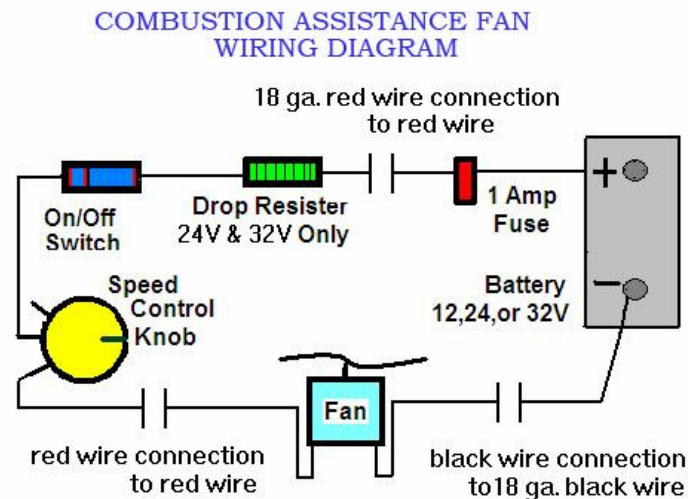 COMBUSTION ASSISTANCE FAN
WIRING DIAGRAM
18 ga. red wire connection
to red wire
+
On/Off
Switch
Drop Resister
24V & 32V Only
1 Amp
Fuse
Speed
Control
Knob
Battery
12,24,or 32V
−
Fan
red wire connection
to red wire
black wire connection
to18 ga. black wire